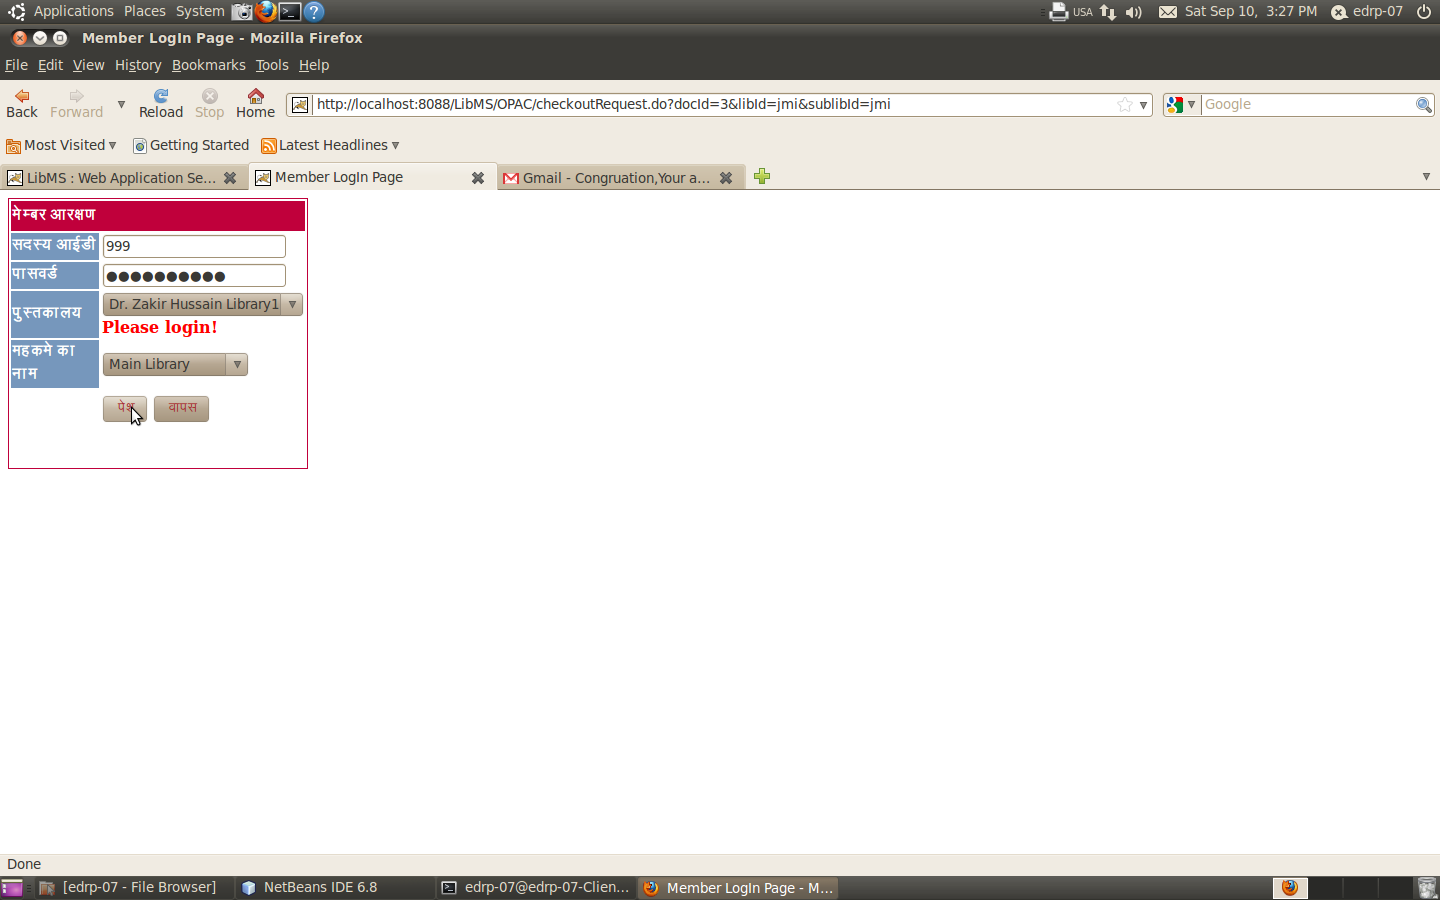 Applications Places System USA Sat Sep 10, 3:27 PM edrp-07
Member LogIn Page - Mozilla Firefox
File Edit View History Bookmarks Tools Help
Back Forward Reload Stop Home http://localhost:8088/LibMS/OPAC/checkoutRequest.do?docId=3&libId=jmi&sublibId=jmi Google
Most Visited Getting Started Latest Headlines
LibMS : Web Application Se... Member LogIn Page Gmail - Congruation,Your a...
मेम्बर आरक्षण
सदस्य आईडी 999
पासवर्ड
पुस्तकालय Dr. Zakir Hussain Library1
Please login!
महकमे का
नाम Main Library
पेश वापस
Done
[edrp-07 - File Browser] NetBeans IDE 6.8 edrp-07@edrp-07-Clien... Member LogIn Page - M...